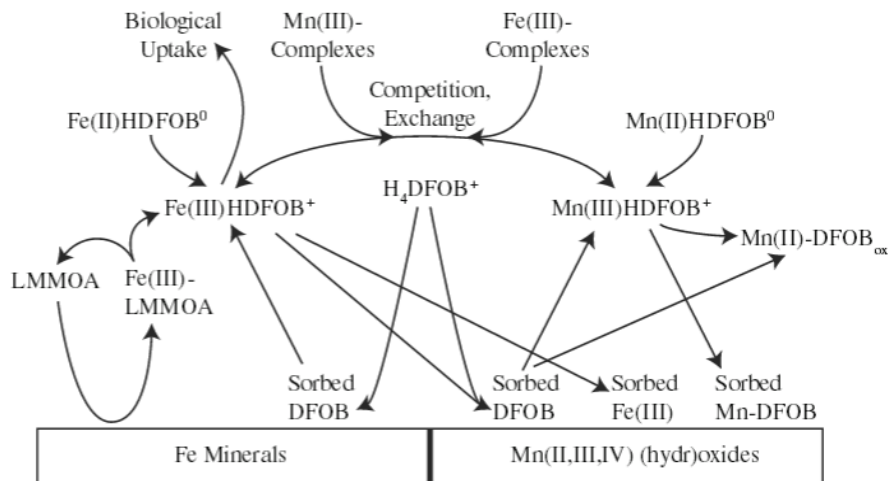 Biological
Uptake
Mn(III)-
Complexes
Fe(III)-
Complexes
Competition,
Exchange
Fe(II)HDFOB⁰
Mn(II)HDFOB⁰
Fe(III)HDFOB⁺
H₄DFOB⁺
Mn(III)HDFOB⁺
Mn(II)-DFOBₒₓ
LMMOA
Fe(III)-
LMMOA
Sorbed
DFOB
Sorbed
DFOB
Sorbed
Fe(III)
Sorbed
Mn-DFOB
Fe Minerals
Mn(II,III,IV) (hydr)oxides